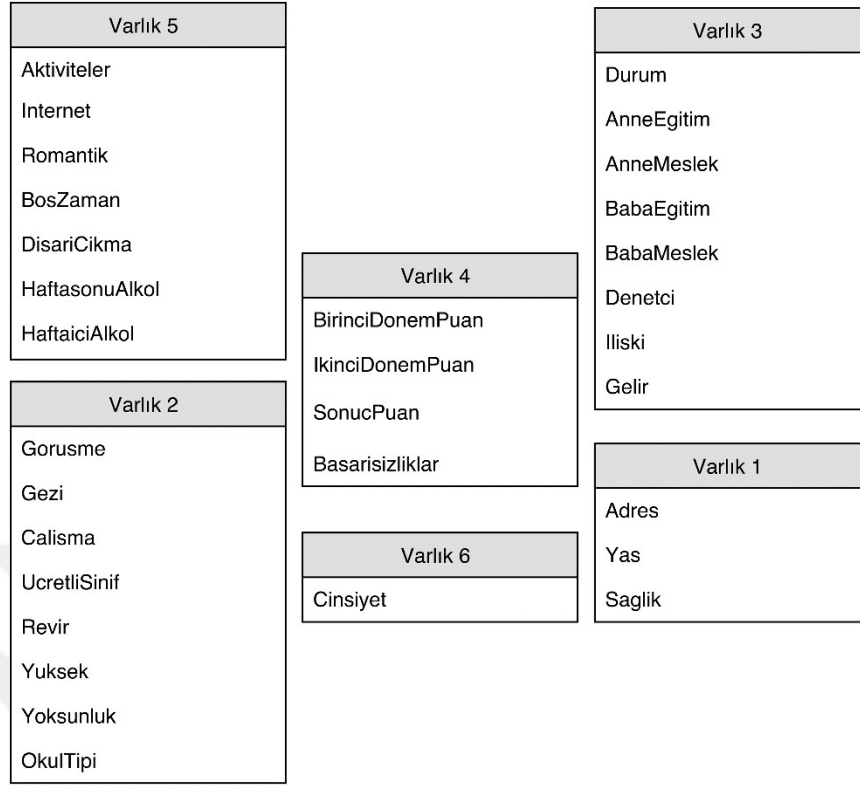 Varlık 5
Aktiviteler
Internet
Romantik
BosZaman
DisariCikma
HaftasonuAlkol
HaftaiciAlkol
Varlık 2
Gorusme
Gezi
Calisma
UcretliSinif
Revir
Yuksek
Yoksunluk
OkulTipi
Varlık 4
BirinciDonemPuan
IkinciDonemPuan
SonucPuan
Basarisizliklar
Varlık 6
Cinsiyet
Varlık 3
Durum
AnneEgitim
AnneMeslek
BabaEgitim
BabaMeslek
Denetci
Iliski
Gelir
Varlık 1
Adres
Yas
Saglik